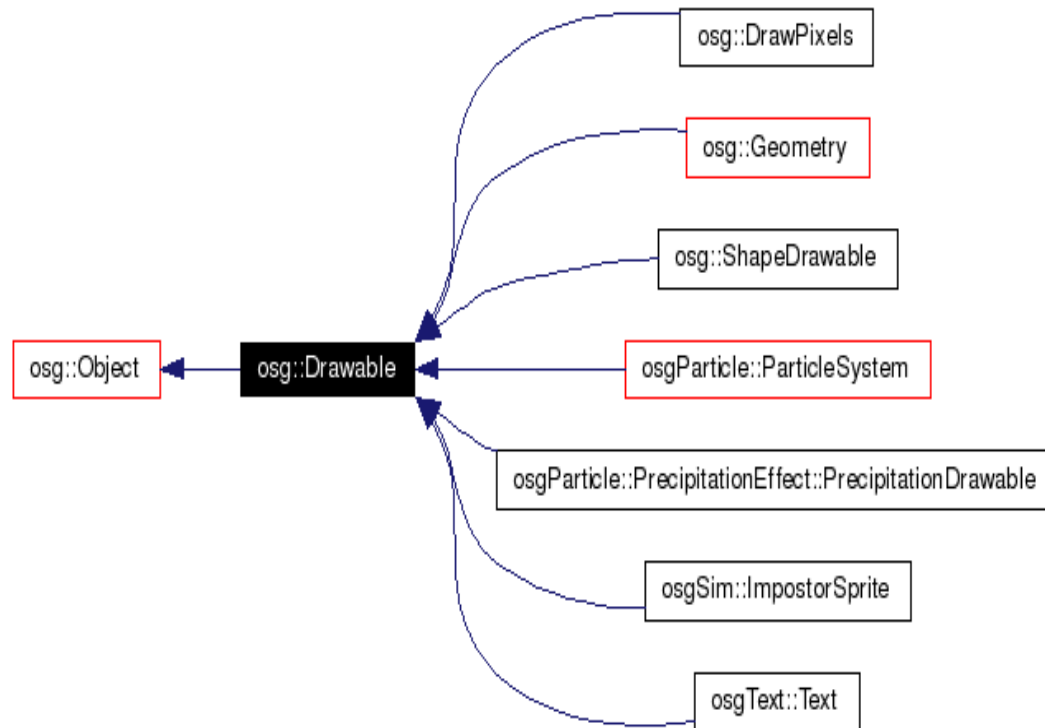 osg::DrawPixels
osg::Geometry
osg::ShapeDrawable
osg::Object
osg::Drawable
osgParticle::ParticleSystem
osgParticle::PrecipitationEffect::PrecipitationDrawable
osgSim::ImpostorSprite
osgText::Text